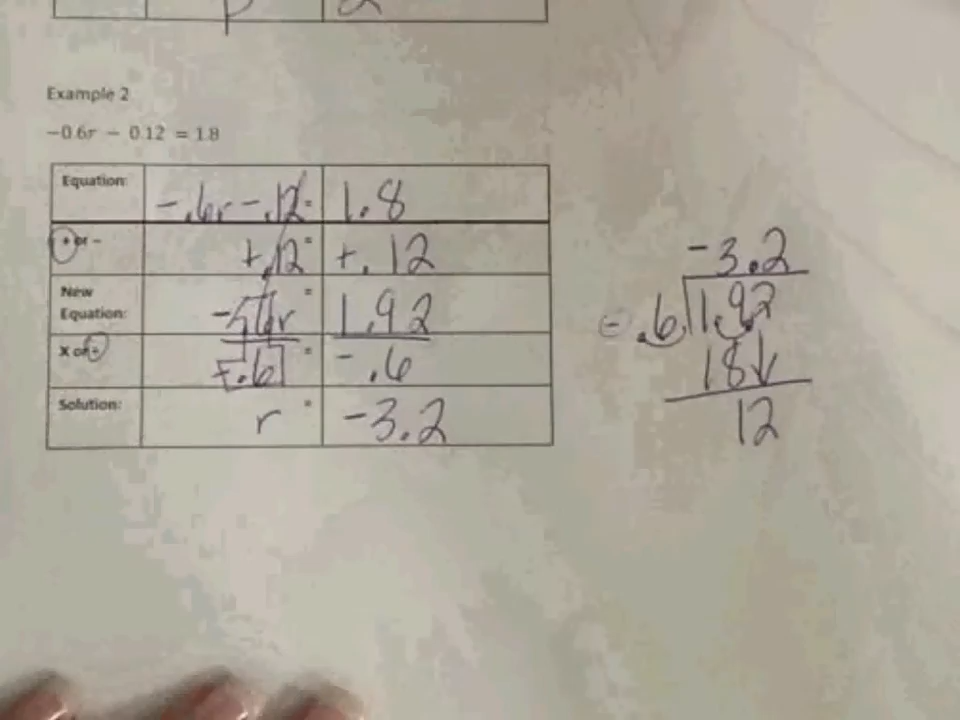 Example 2
-0.6r - 0.12 = 1.8
Equation: -.6r -.12 = 1.8
+ or - +.12 = +.12
New
Equation: -.6r = 1.92
X or ÷ -.6 = -.6
Solution: r = -3.2
-3.2
-.6 1.92
18
12